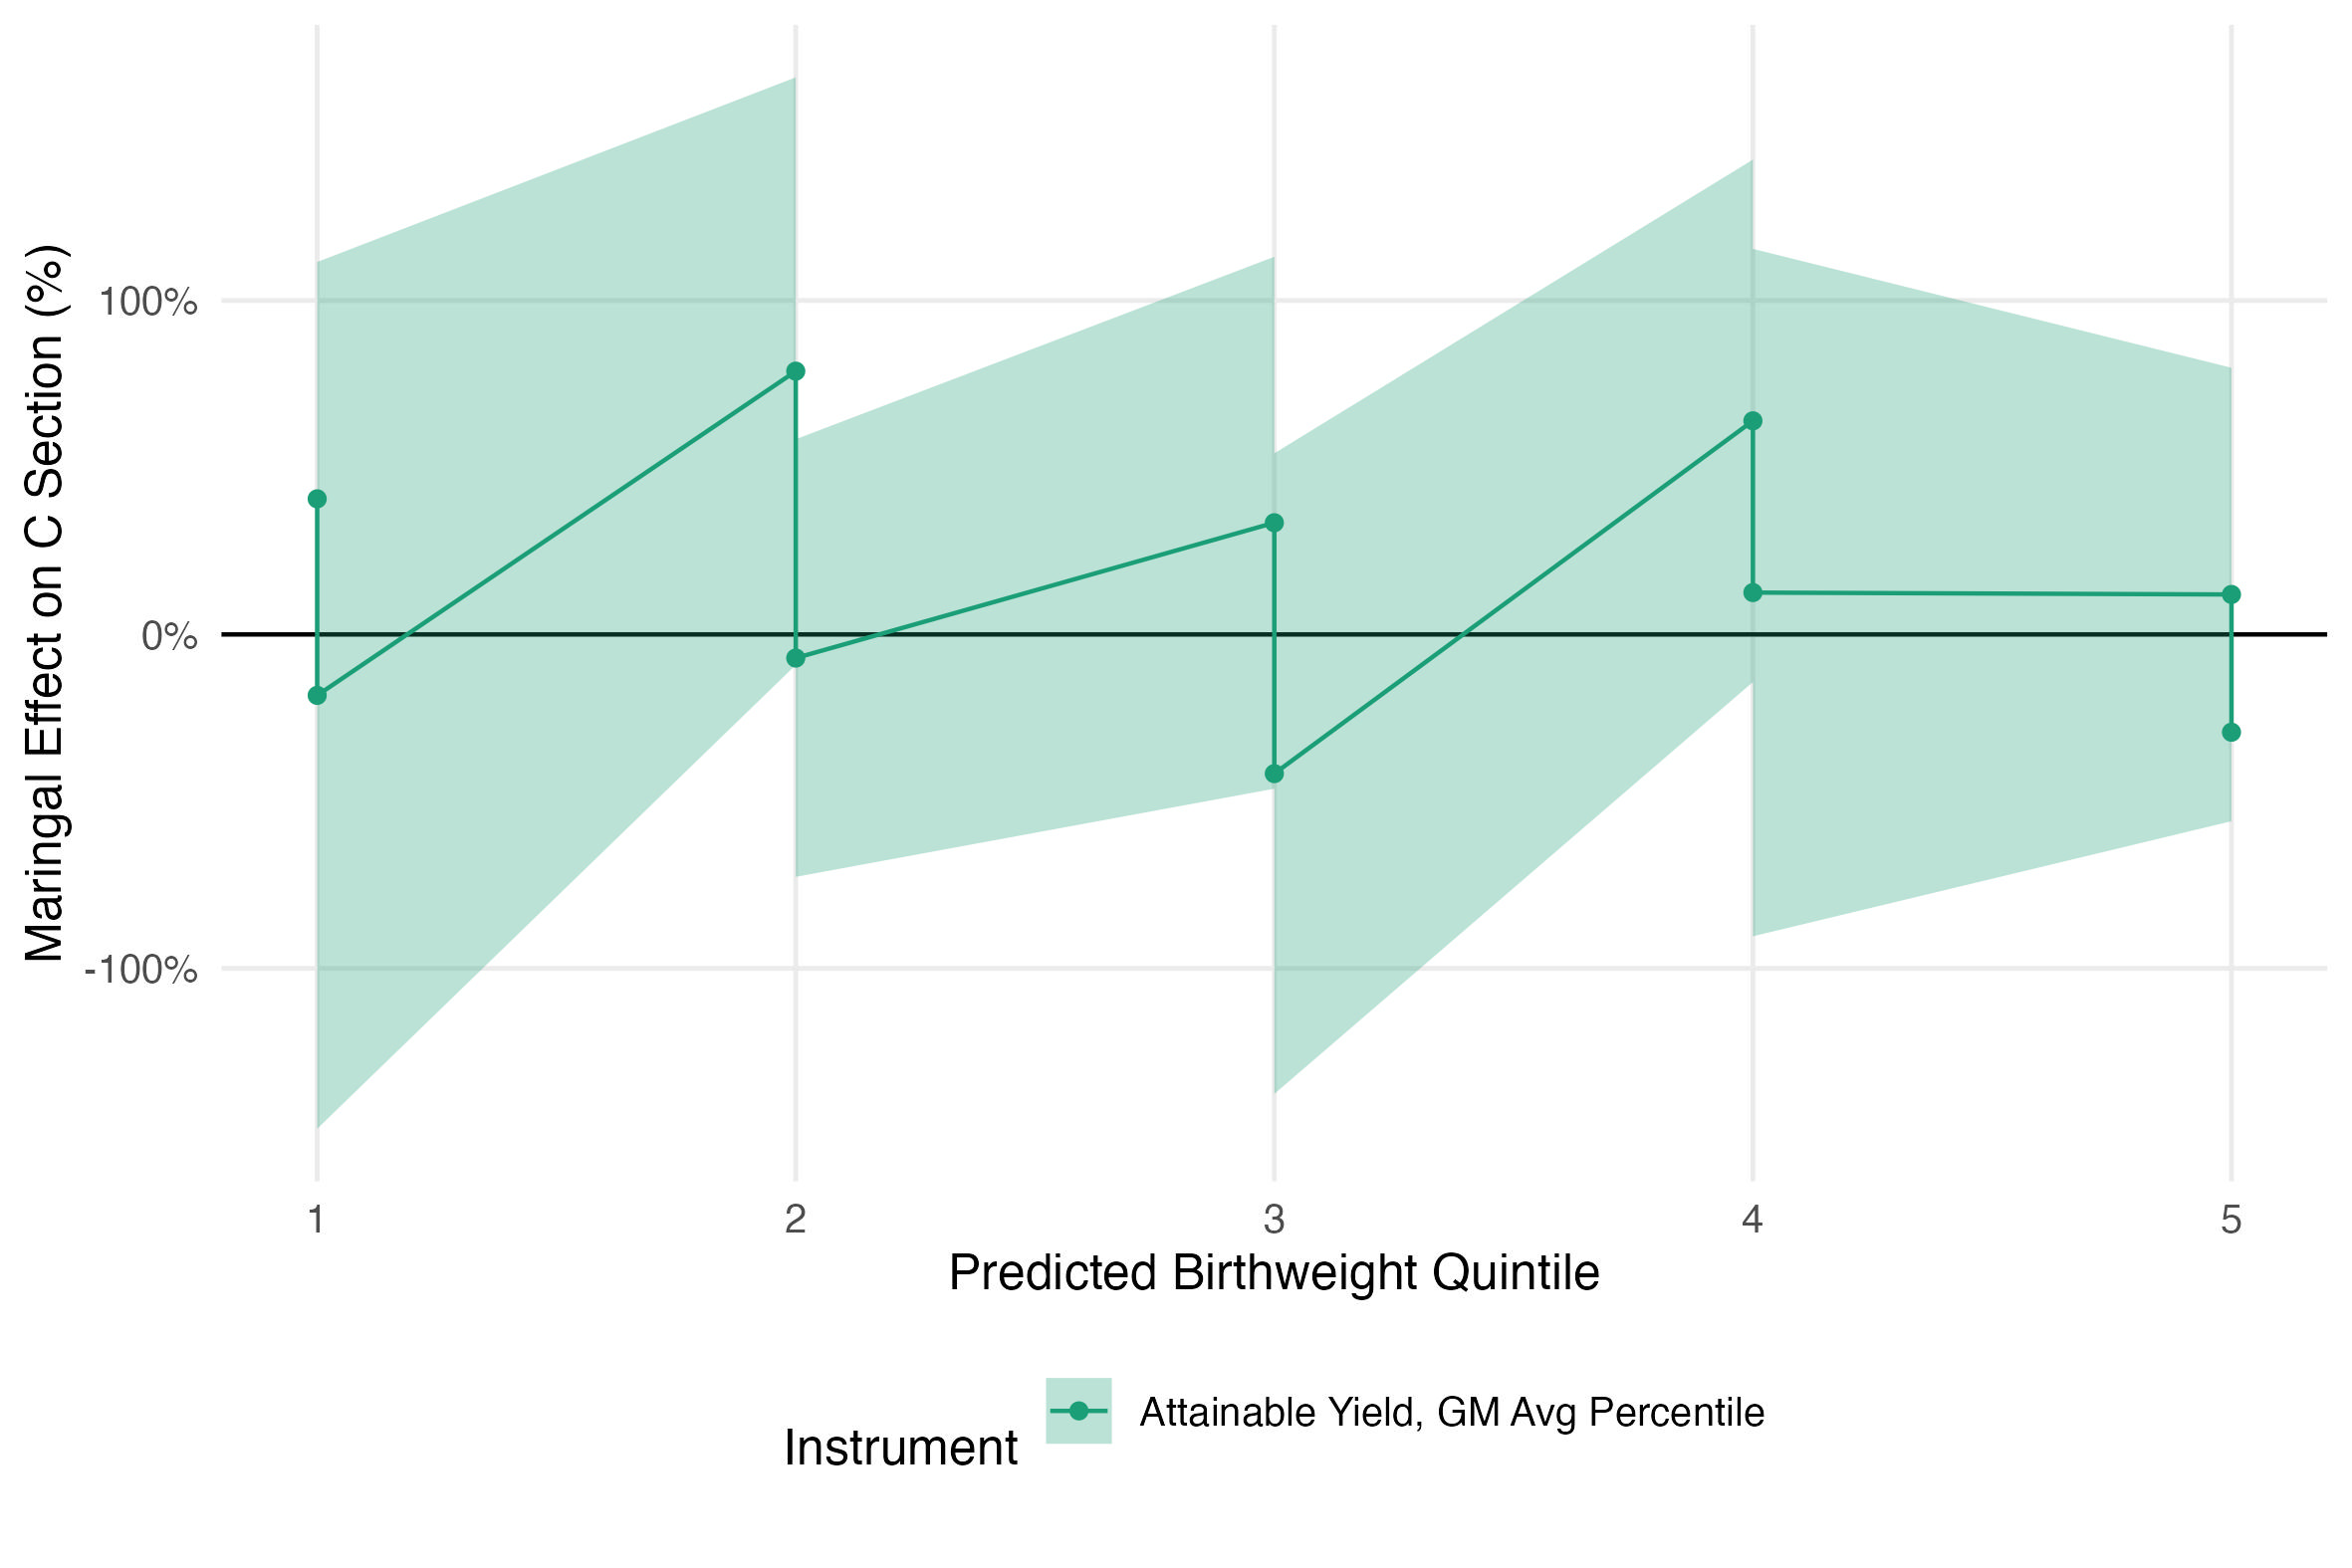 Maringal Effect on C Section (%)
100%
0%
-100%
1 2 3 4 5
Predicted Birthweight Quintile
Instrument
Attainable Yield, GM Avg Percentile